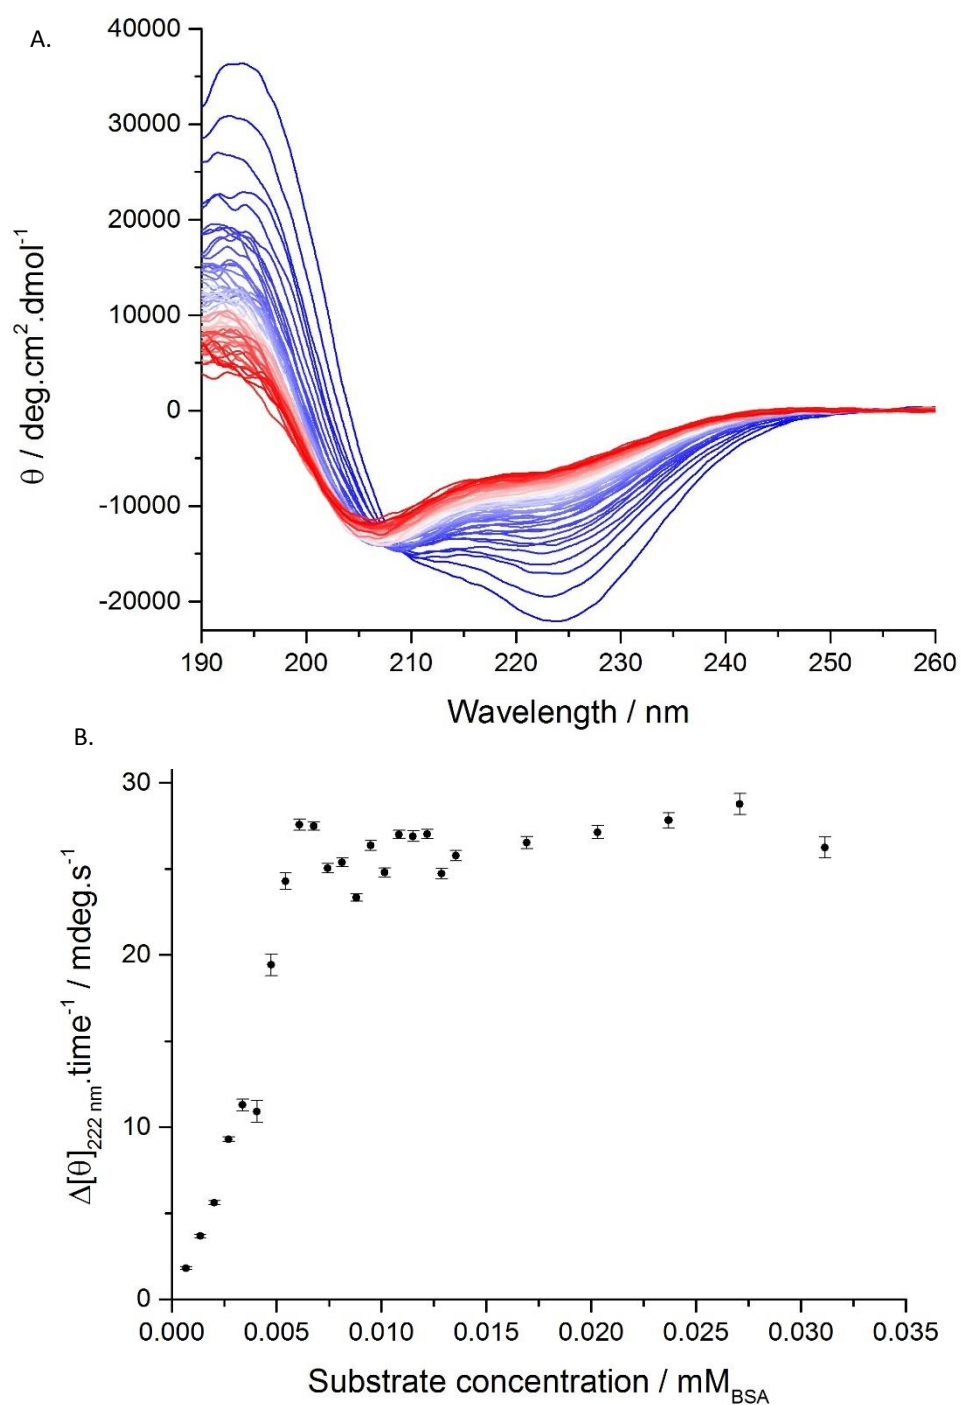 A.
40000
30000
20000
10000
0
-10000
-20000
θ / deg.cm².dmol⁻¹
190 200 210 220 230 240 250 260
Wavelength / nm
B.
30
20
10
0
Δ[θ]₂₂₂ ₙₘ.time⁻¹ / mdeg.s⁻¹
0.000 0.005 0.010 0.015 0.020 0.025 0.030 0.035
Substrate concentration / mM_BSA